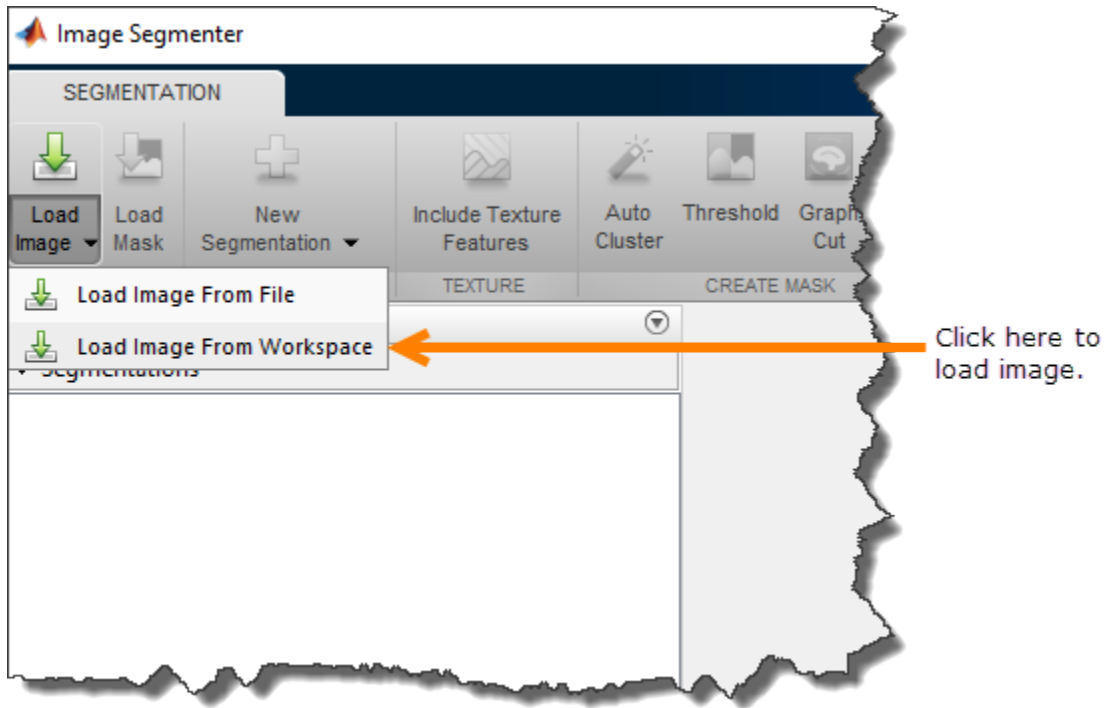 Image Segmenter
SEGMENTATION
Load Image
Load Mask
New Segmentation
Include Texture Features
Auto Cluster
Threshold
Graph Cut
TEXTURE
CREATE MASK
Load Image From File
Load Image From Workspace
Segmentations
Click here to
load image.